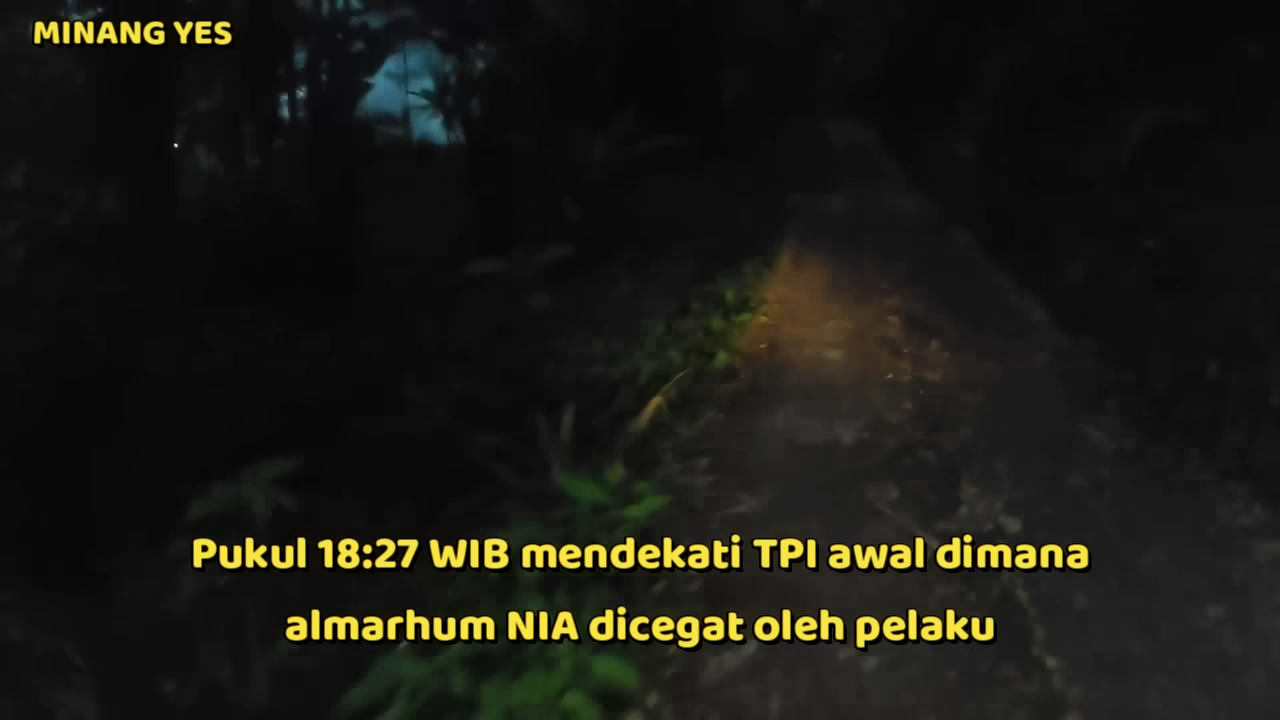 MINANG YES
Pukul 18:27 WIB mendekati TPI awal dimana
almarhum NIA dicegat oleh pelaku